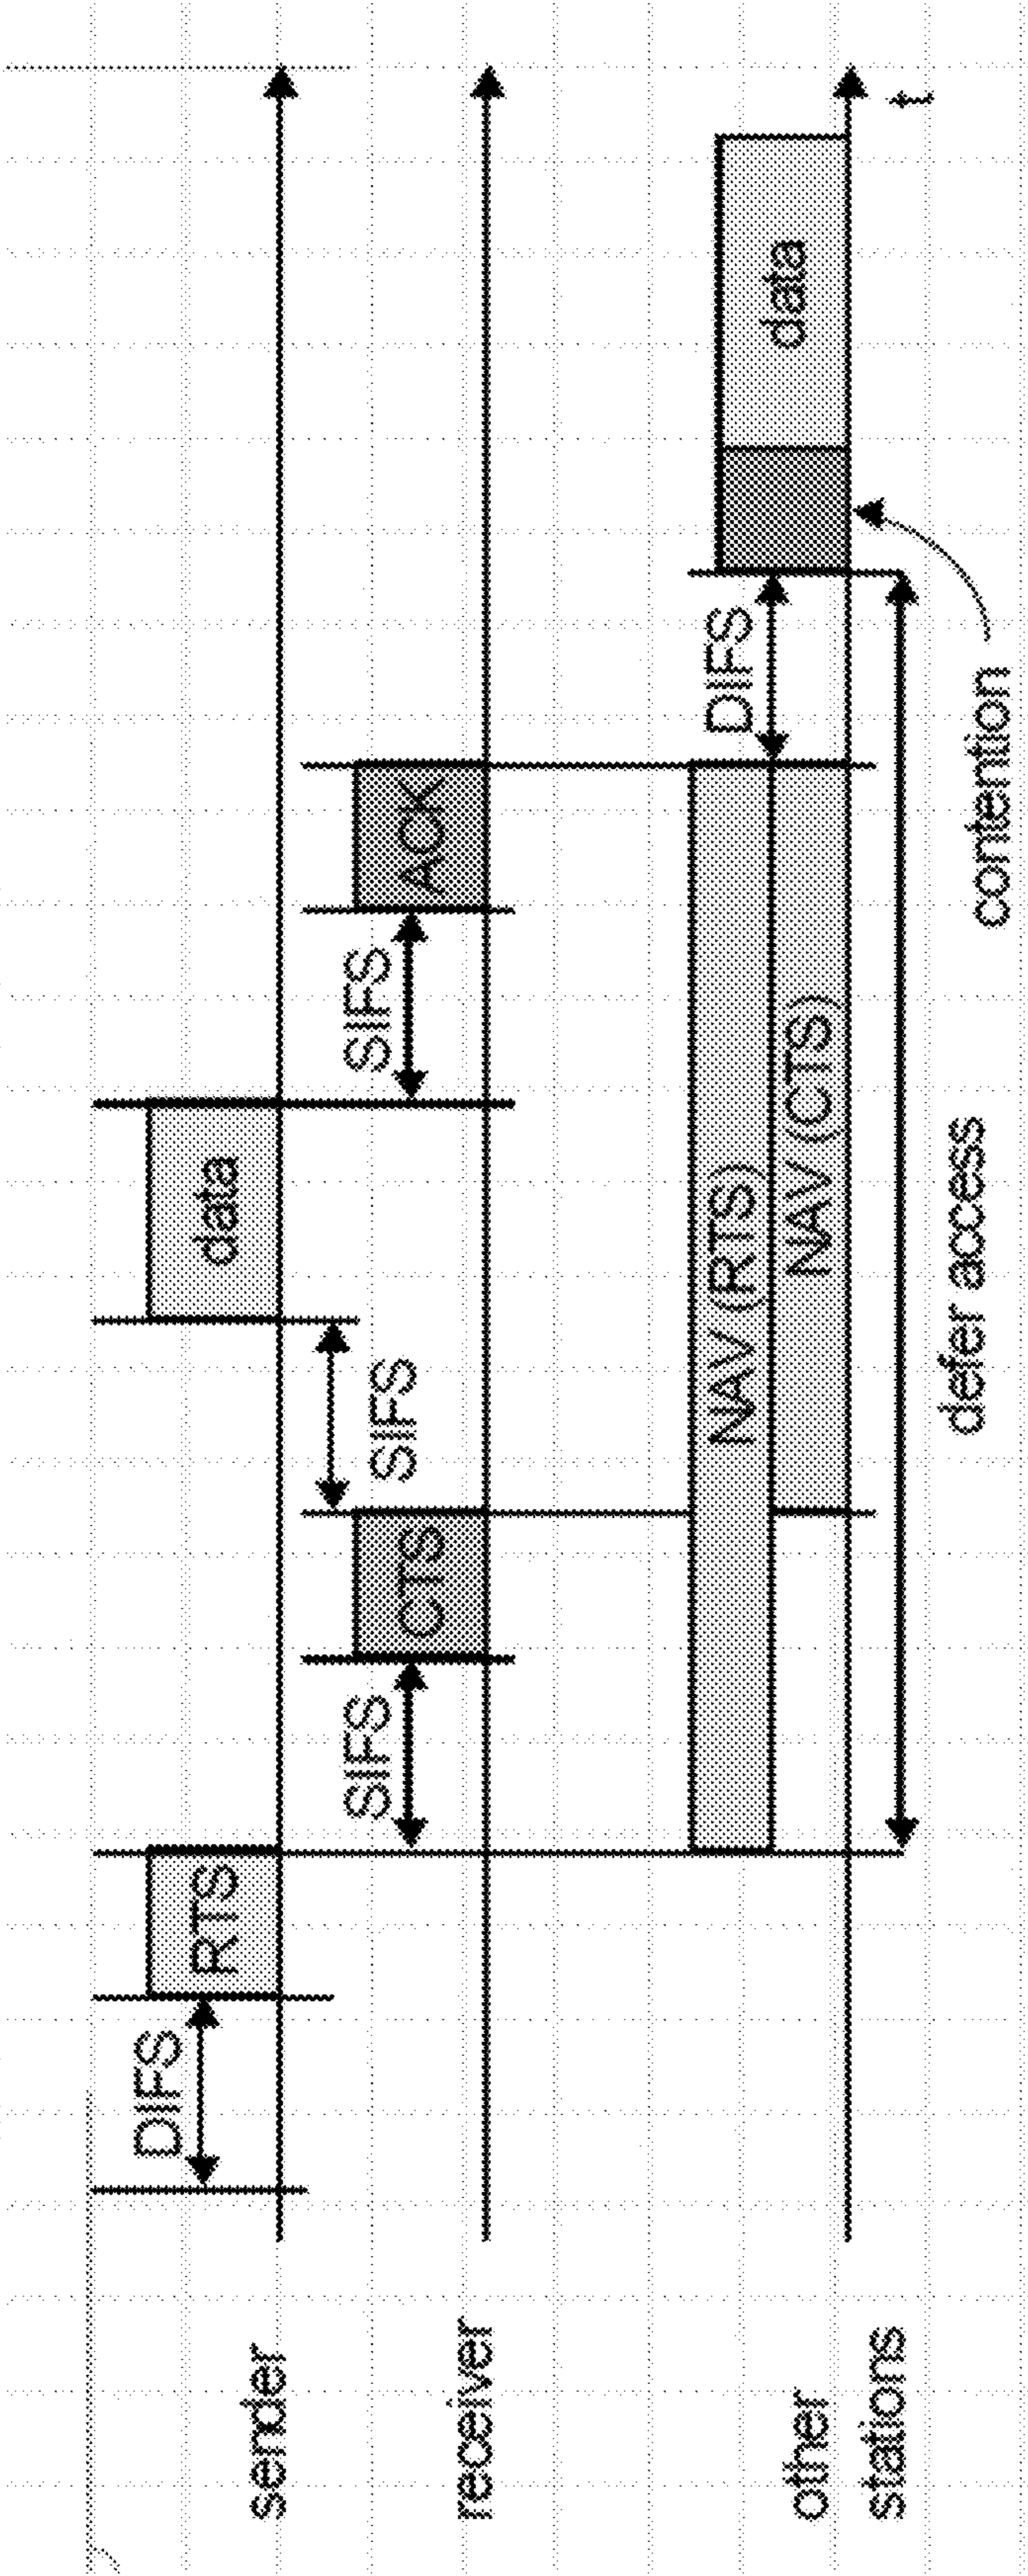 DIFS
RTS
data
sender
SIFS
SIFS
SIFS
CTS
ACK
receiver
NAV (RTS)
DIFS
NAV (CTS)
data
other
stations
t
defer access
contention